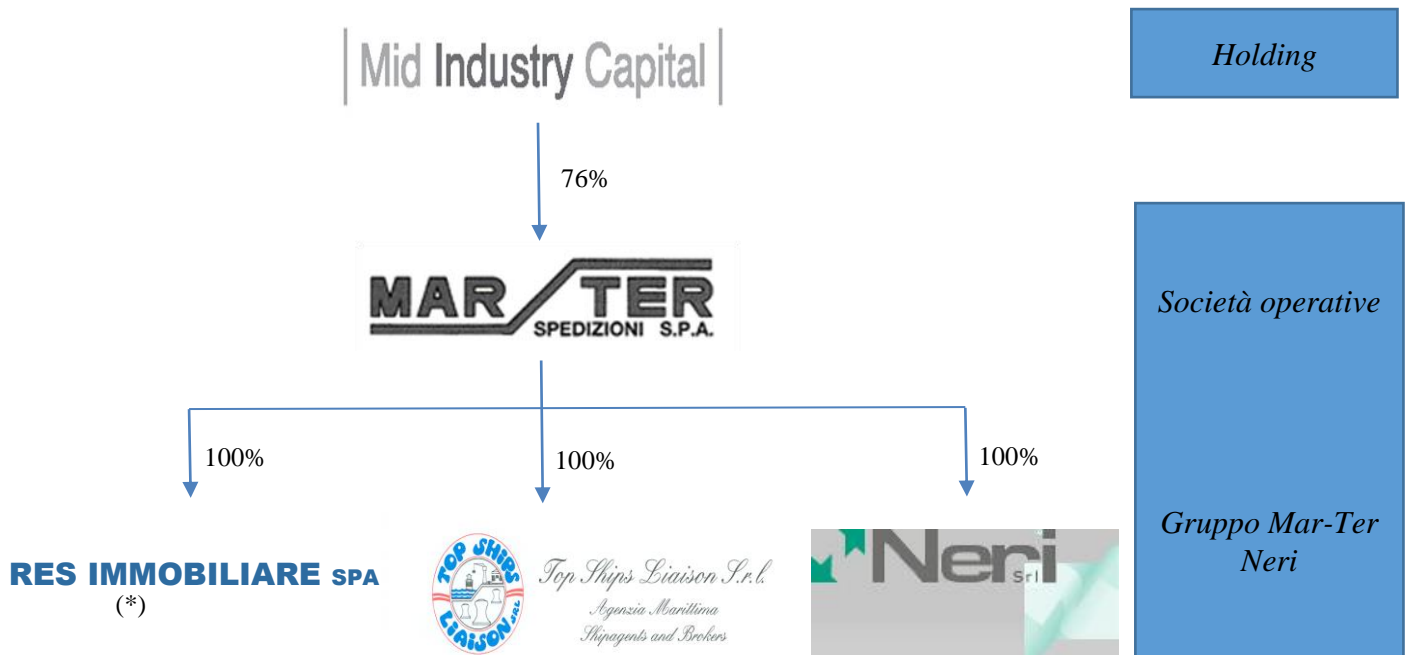 | Mid Industry Capital |
Holding
76%
MAR TER
SPEDIZIONI S.P.A.
Società operative
100%
100%
100%
RES IMMOBILIARE SPA
(*)
TOP SHIPS
LIAISON SRL
Top Ships Liaison S.r.l.
Agenzia Marittima
Shipagents and Brokers
Neri
Srl
Gruppo Mar-Ter
Neri